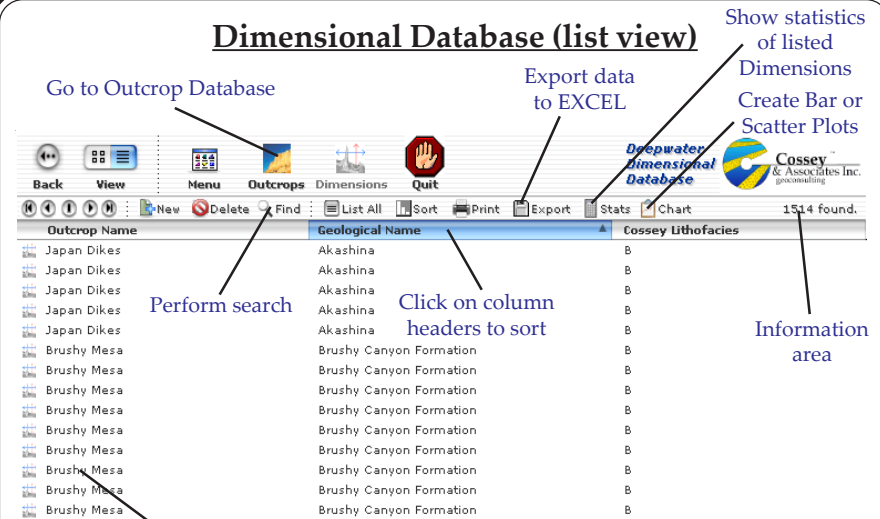 Dimensional Database (list view)
Show statistics
of listed
Dimensions
Go to Outcrop Database
Export data
to EXCEL
Create Bar or
Scatter Plots
Deepwater
Dimensional
Database
Cossey™
& Associates Inc.
geoconsulting
Back View Menu Outcrops Dimensions Quit
New Delete Find List All Sort Print Export Stats Chart 1514 found.
Outcrop Name Geological Name Cossey Lithofacies
Japan Dikes Akashina B
Japan Dikes Akashina B
Japan Dikes Akashina B
Japan Dikes Akashina B
Japan Dikes Akashina B
Perform search
Click on column
headers to sort
Information
area
Brushy Mesa Brushy Canyon Formation B
Brushy Mesa Brushy Canyon Formation B
Brushy Mesa Brushy Canyon Formation B
Brushy Mesa Brushy Canyon Formation B
Brushy Mesa Brushy Canyon Formation B
Brushy Mesa Brushy Canyon Formation B
Brushy Mesa Brushy Canyon Formation B
Brushy Mesa Brushy Canyon Formation B
Brushy Mesa Brushy Canyon Formation B